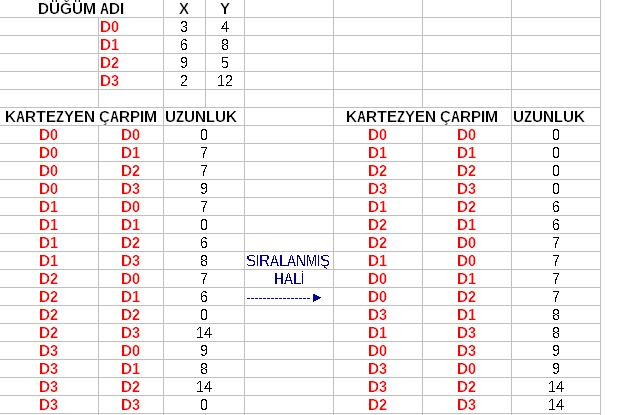 DÜĞÜM ADI X Y
D0 3 4
D1 6 8
D2 9 5
D3 2 12
KARTEZYEN ÇARPIM UZUNLUK KARTEZYEN ÇARPIM UZUNLUK
D0 D0 0 D0 D0 0
D0 D1 7 D1 D1 0
D0 D2 7 D2 D2 0
D0 D3 9 D3 D3 0
D1 D0 7 D1 D2 6
D1 D1 0 D2 D1 6
D1 D2 6 D2 D0 7
D1 D3 8 SIRALANMIŞ D1 D0 7
D2 D0 7 HALİ D0 D1 7
D2 D1 6 ----------------► D0 D2 7
D2 D2 0 D3 D1 8
D2 D3 14 D1 D3 8
D3 D0 9 D0 D3 9
D3 D1 8 D3 D0 9
D3 D2 14 D3 D2 14
D3 D3 0 D2 D3 14